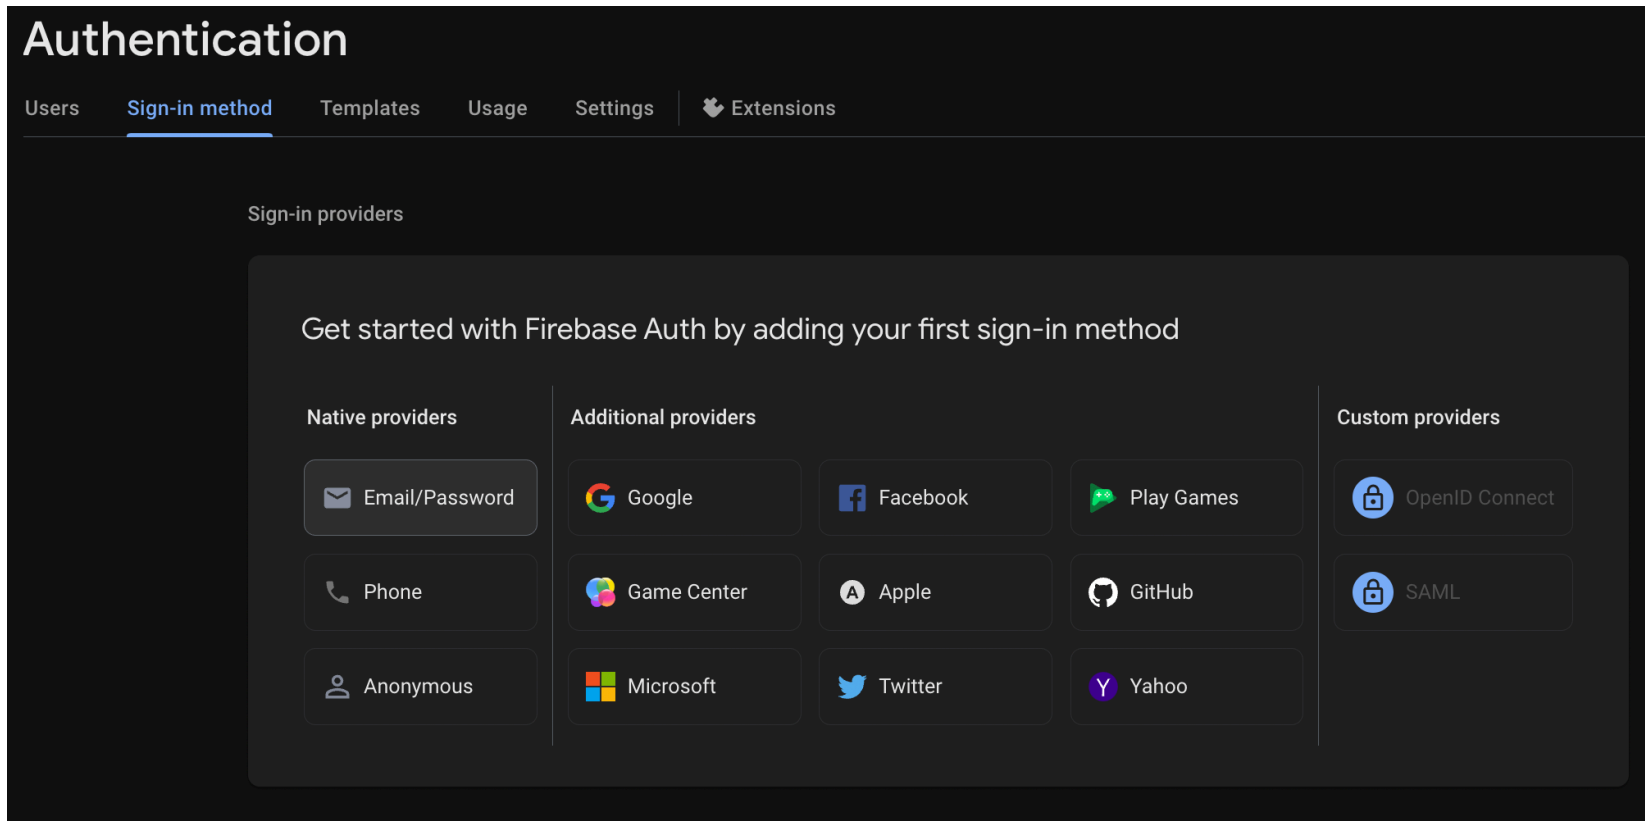 Authentication
Users Sign-in method Templates Usage Settings Extensions
Sign-in providers
Get started with Firebase Auth by adding your first sign-in method
Native providers Additional providers Custom providers
Email/Password Google Facebook Play Games OpenID Connect
Phone Game Center Apple GitHub SAML
Anonymous Microsoft Twitter Yahoo